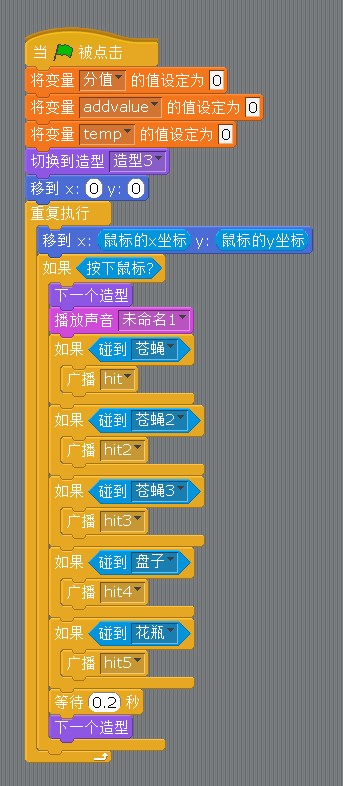 当 被点击
将变量 分值 的值设定为 0
将变量 addvalue 的值设定为 0
将变量 temp 的值设定为 0
切换到造型 造型3
移到 x: 0 y: 0
重复执行
移到 x: 鼠标的x坐标 y: 鼠标的y坐标
如果 按下鼠标?
下一个造型
播放声音 未命名1
如果 碰到 苍蝇
广播 hit
如果 碰到 苍蝇2
广播 hit2
如果 碰到 苍蝇3
广播 hit3
如果 碰到 盘子
广播 hit4
如果 碰到 花瓶
广播 hit5
等待 0.2 秒
下一个造型